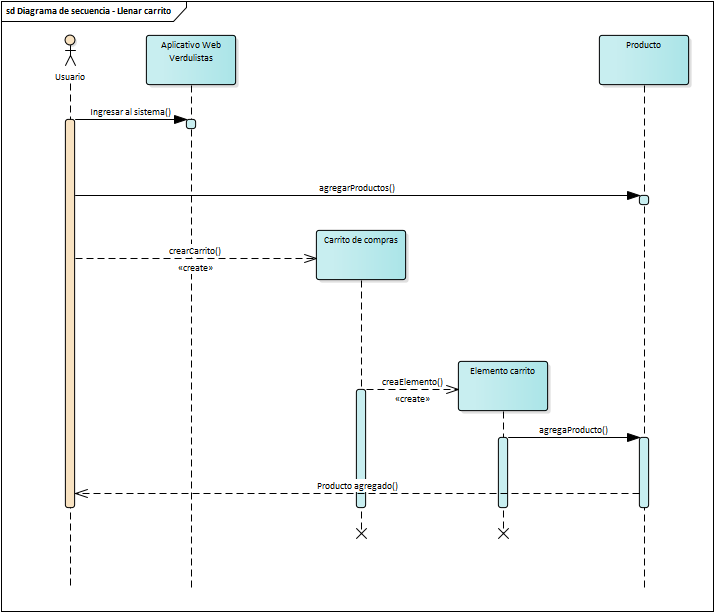 sd Diagrama de secuencia - Llenar carrito
Aplicativo Web
Verdulistas
Producto
Usuario
Ingresar al sistema()
agregarProductos()
Carrito de compras
crearCarrito()
«create»
Elemento carrito
creaElemento()
«create»
agregaProducto()
Producto agregado()